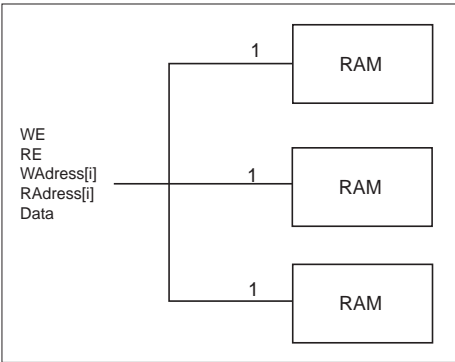 1
RAM
WE
RE
WAdress[i]
RAdress[i]
Data
1
RAM
1
RAM